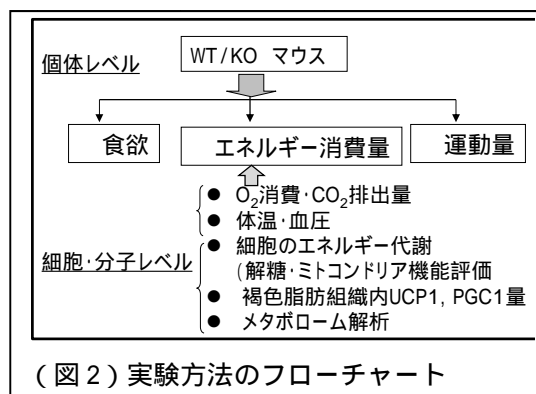 個体レベル
WT/KO マウス
食欲
エネルギー消費量
運動量
● O₂消費・CO₂排出量
● 体温・血圧
細胞・分子レベル
● 細胞のエネルギー代謝
(解糖・ミトコンドリア機能評価
● 褐色脂肪組織内UCP1, PGC1量
● メタボローム解析
(図2)実験方法のフローチャート